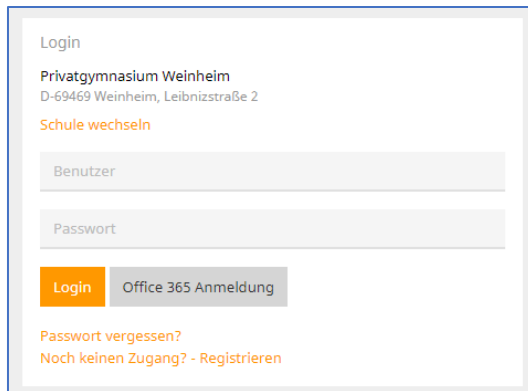 Login
Privatgymnasium Weinheim
D-69469 Weinheim, Leibnizstraße 2
Schule wechseln
Benutzer
Passwort
Login Office 365 Anmeldung
Passwort vergessen?
Noch keinen Zugang? - Registrieren